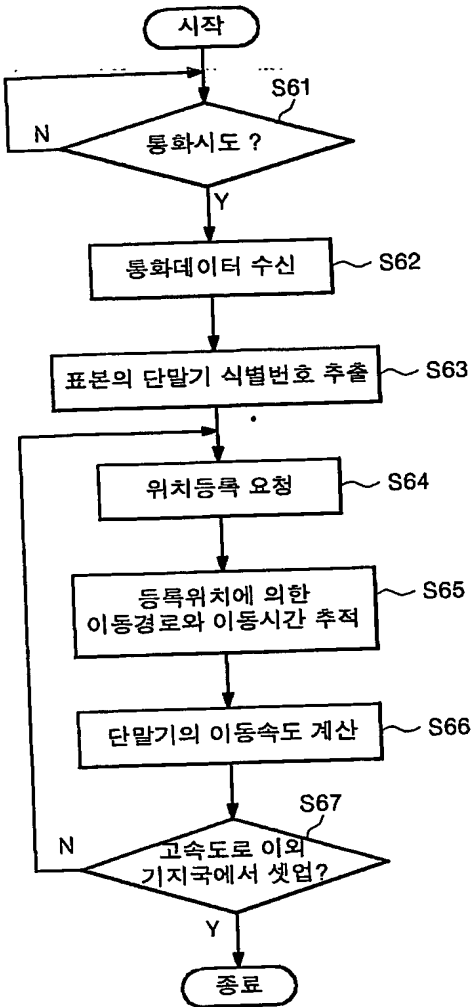 시작
S61
통화시도 ?
N
Y
통화데이터 수신
S62
표본의 단말기 식별번호 추출
S63
위치등록 요청
S64
등록위치에 의한
이동경로와 이동시간 추적
S65
단말기의 이동속도 계산
S66
S67
고속도로 이외
기지국에서 셋업?
N
Y
종료